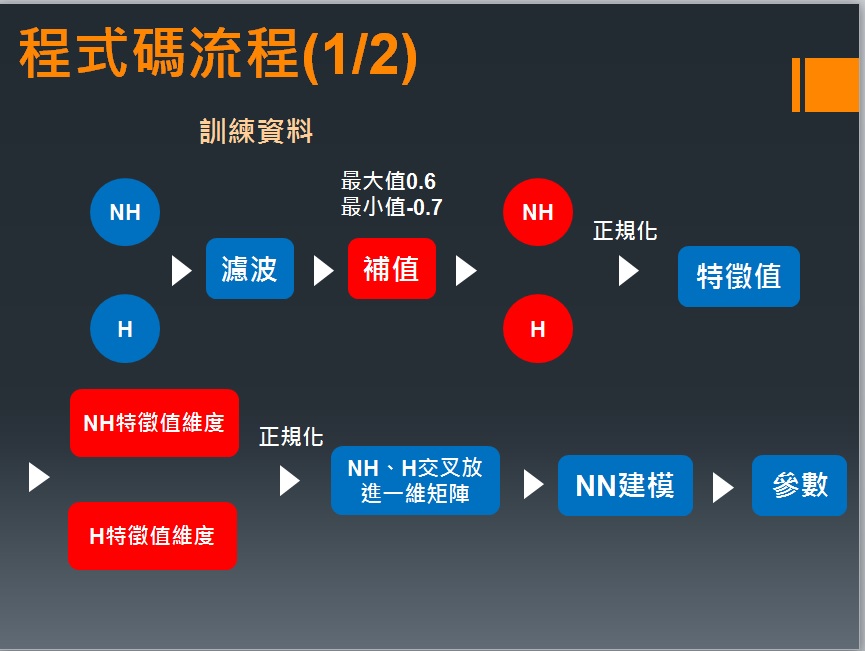 程式碼流程(1/2)
訓練資料
最大值0.6
最小值-0.7
NH
H
濾波
補值
NH
H
正規化
特徵值
NH特徵值維度
H特徵值維度
正規化
NH、H交叉放
進一維矩陣
NN建模
參數